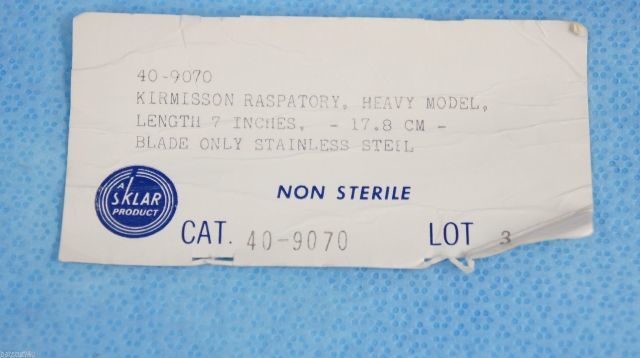 40-9070
KIRMISSON RASPATORY, HEAVY MODEL,
LENGTH 7 INCHES, - 17.8 CM -
BLADE ONLY STAINLESS STEEL
A
SKLAR
PRODUCT
NON STERILE
CAT. 40-9070 LOT 3